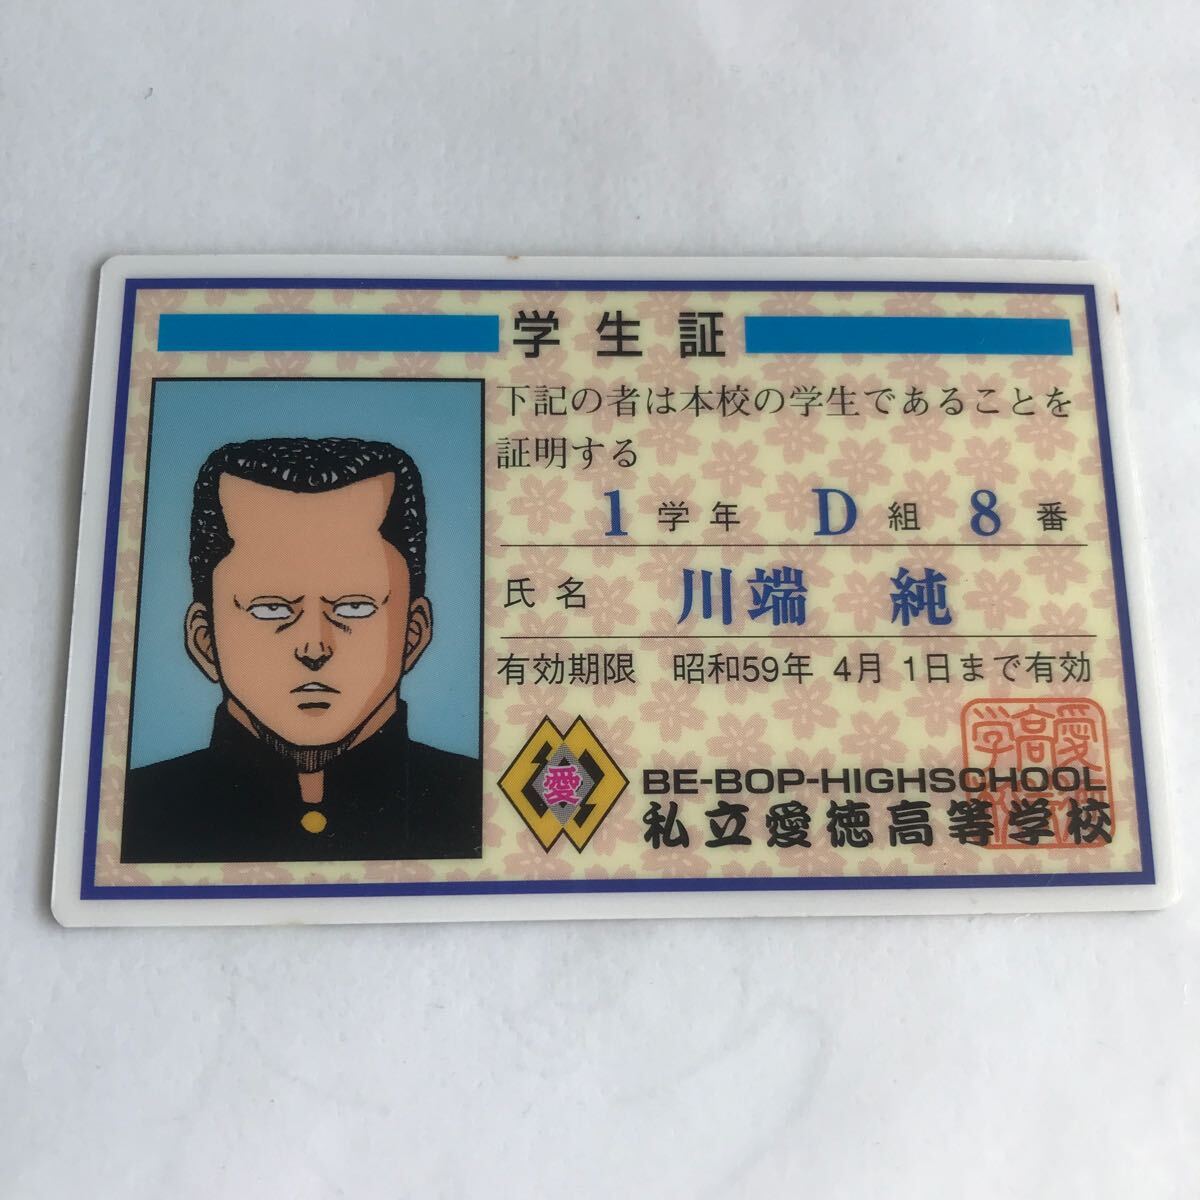 学生証
下記の者は本校の学生であることを
証明する
1 学年 D 組 8 番
氏名 川端 純
有効期限 昭和59年 4月 1日まで有効
愛
BE-BOP-HIGHSCHOOL
私立愛徳高等学校
愛
高
学